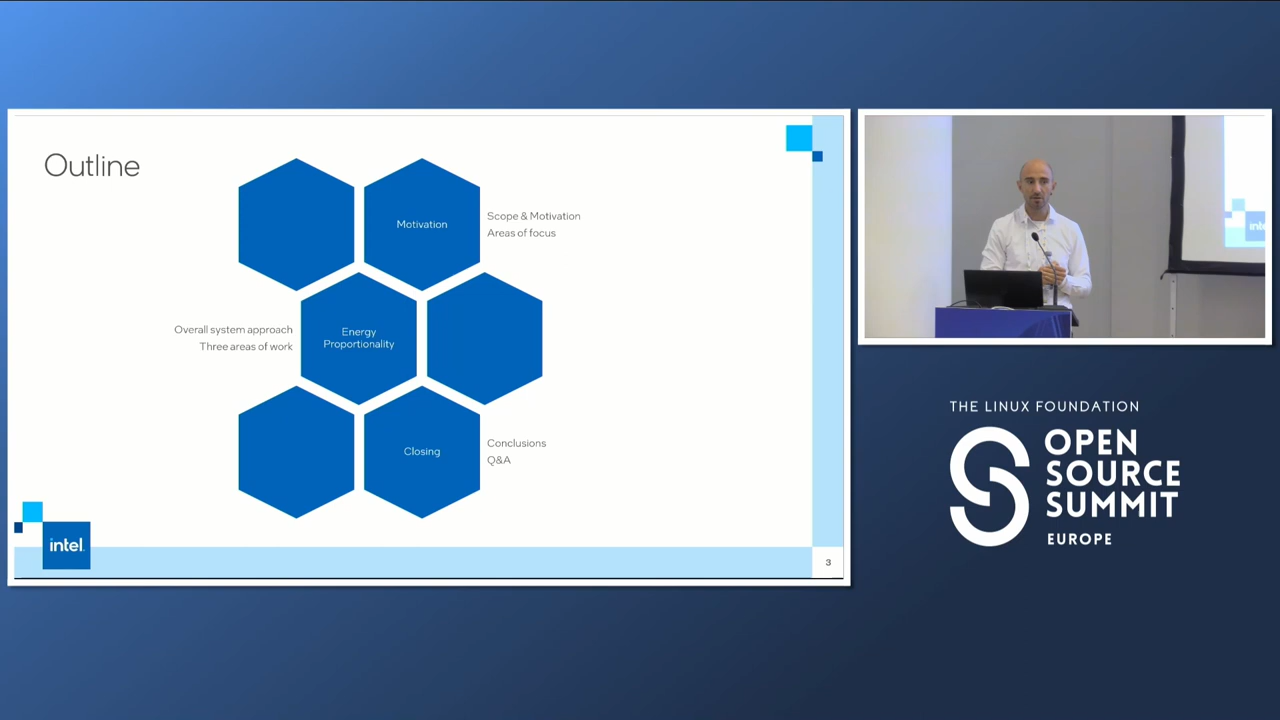 Outline
Motivation
Scope & Motivation
Areas of focus
Overall system approach
Three areas of work
Energy
Proportionality
Closing
Conclusions
Q&A
intel.
3
THE LINUX FOUNDATION
OPEN
SOURCE
SUMMIT
EUROPE